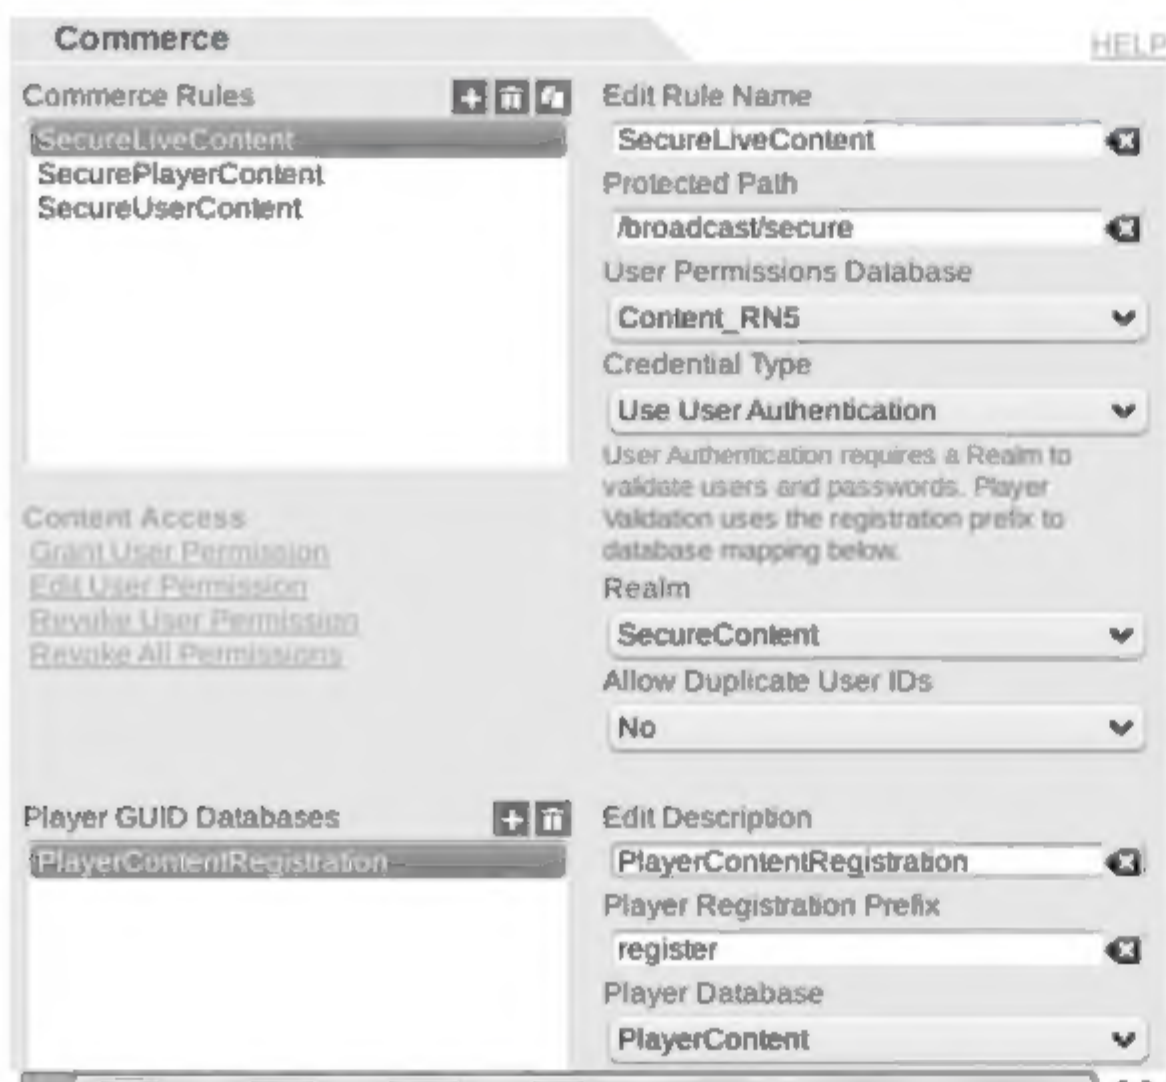 Commerce
HELP
Commerce Rules
SecureLiveContent
SecurePlayerContent
SecureUserContent
Content Access
Grant User Permission
Edit User Permission
Revoke User Permission
Revoke All Permissions
Edit Rule Name
SecureLiveContent
Protected Path
/broadcast/secure
User Permissions Database
Content_RN5
Credential Type
Use User Authentication
User Authentication requires a Realm to
validate users and passwords. Player
Validation uses the registration prefix to
database mapping below.
Realm
SecureContent
Allow Duplicate User IDs
No
Player GUID Databases
PlayerContentRegistration
Edit Description
PlayerContentRegistration
Player Registration Prefix
register
Player Database
PlayerContent